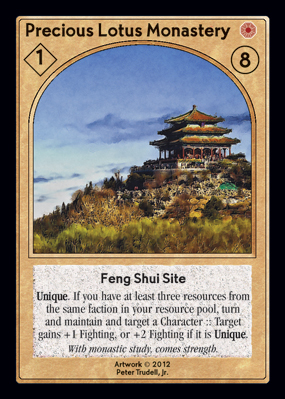 Precious Lotus Monastery
1
8
Feng Shui Site
Unique. If you have at least three resources from
the same faction in your resource pool, turn
and maintain and target a Character :: Target
gains +1 Fighting, or +2 Fighting if it is Unique.
With monastic study, comes strength.
Artwork © 2012
Peter Trudell, Jr.